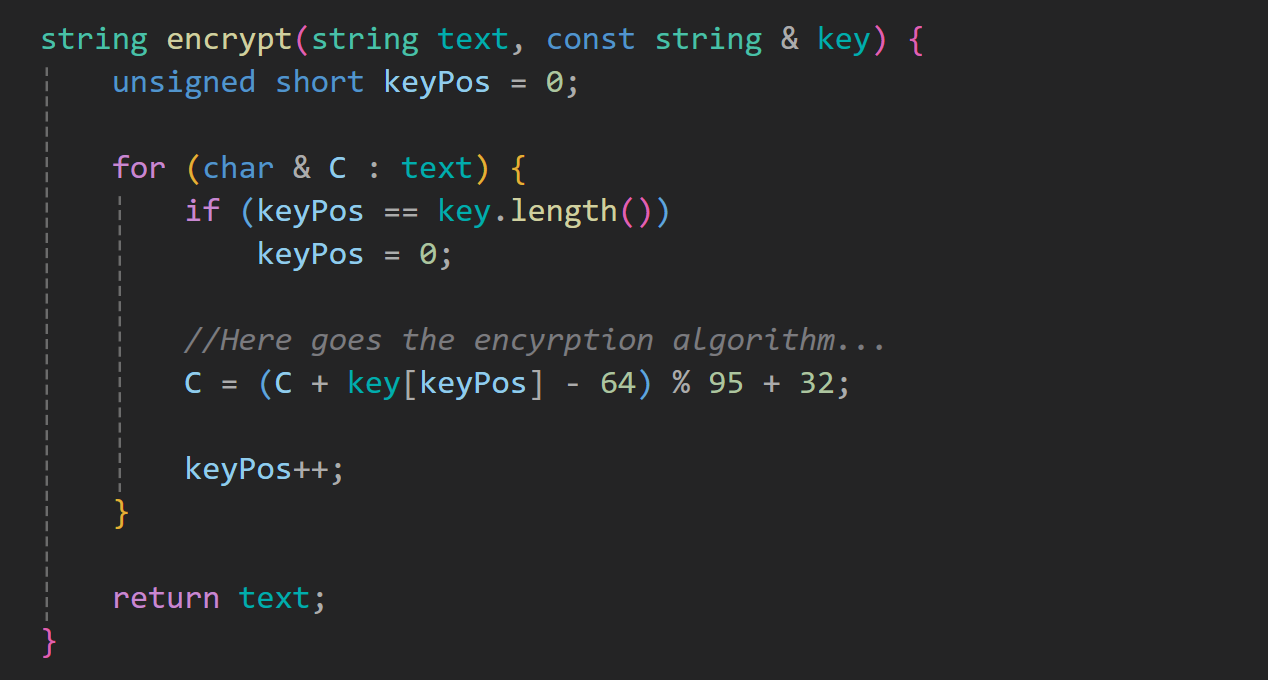 string encrypt(string text, const string & key) {
unsigned short keyPos = 0;
for (char & C : text) {
if (keyPos == key.length())
keyPos = 0;
//Here goes the encyrption algorithm...
C = (C + key[keyPos] - 64) % 95 + 32;
keyPos++;
}
return text;
}